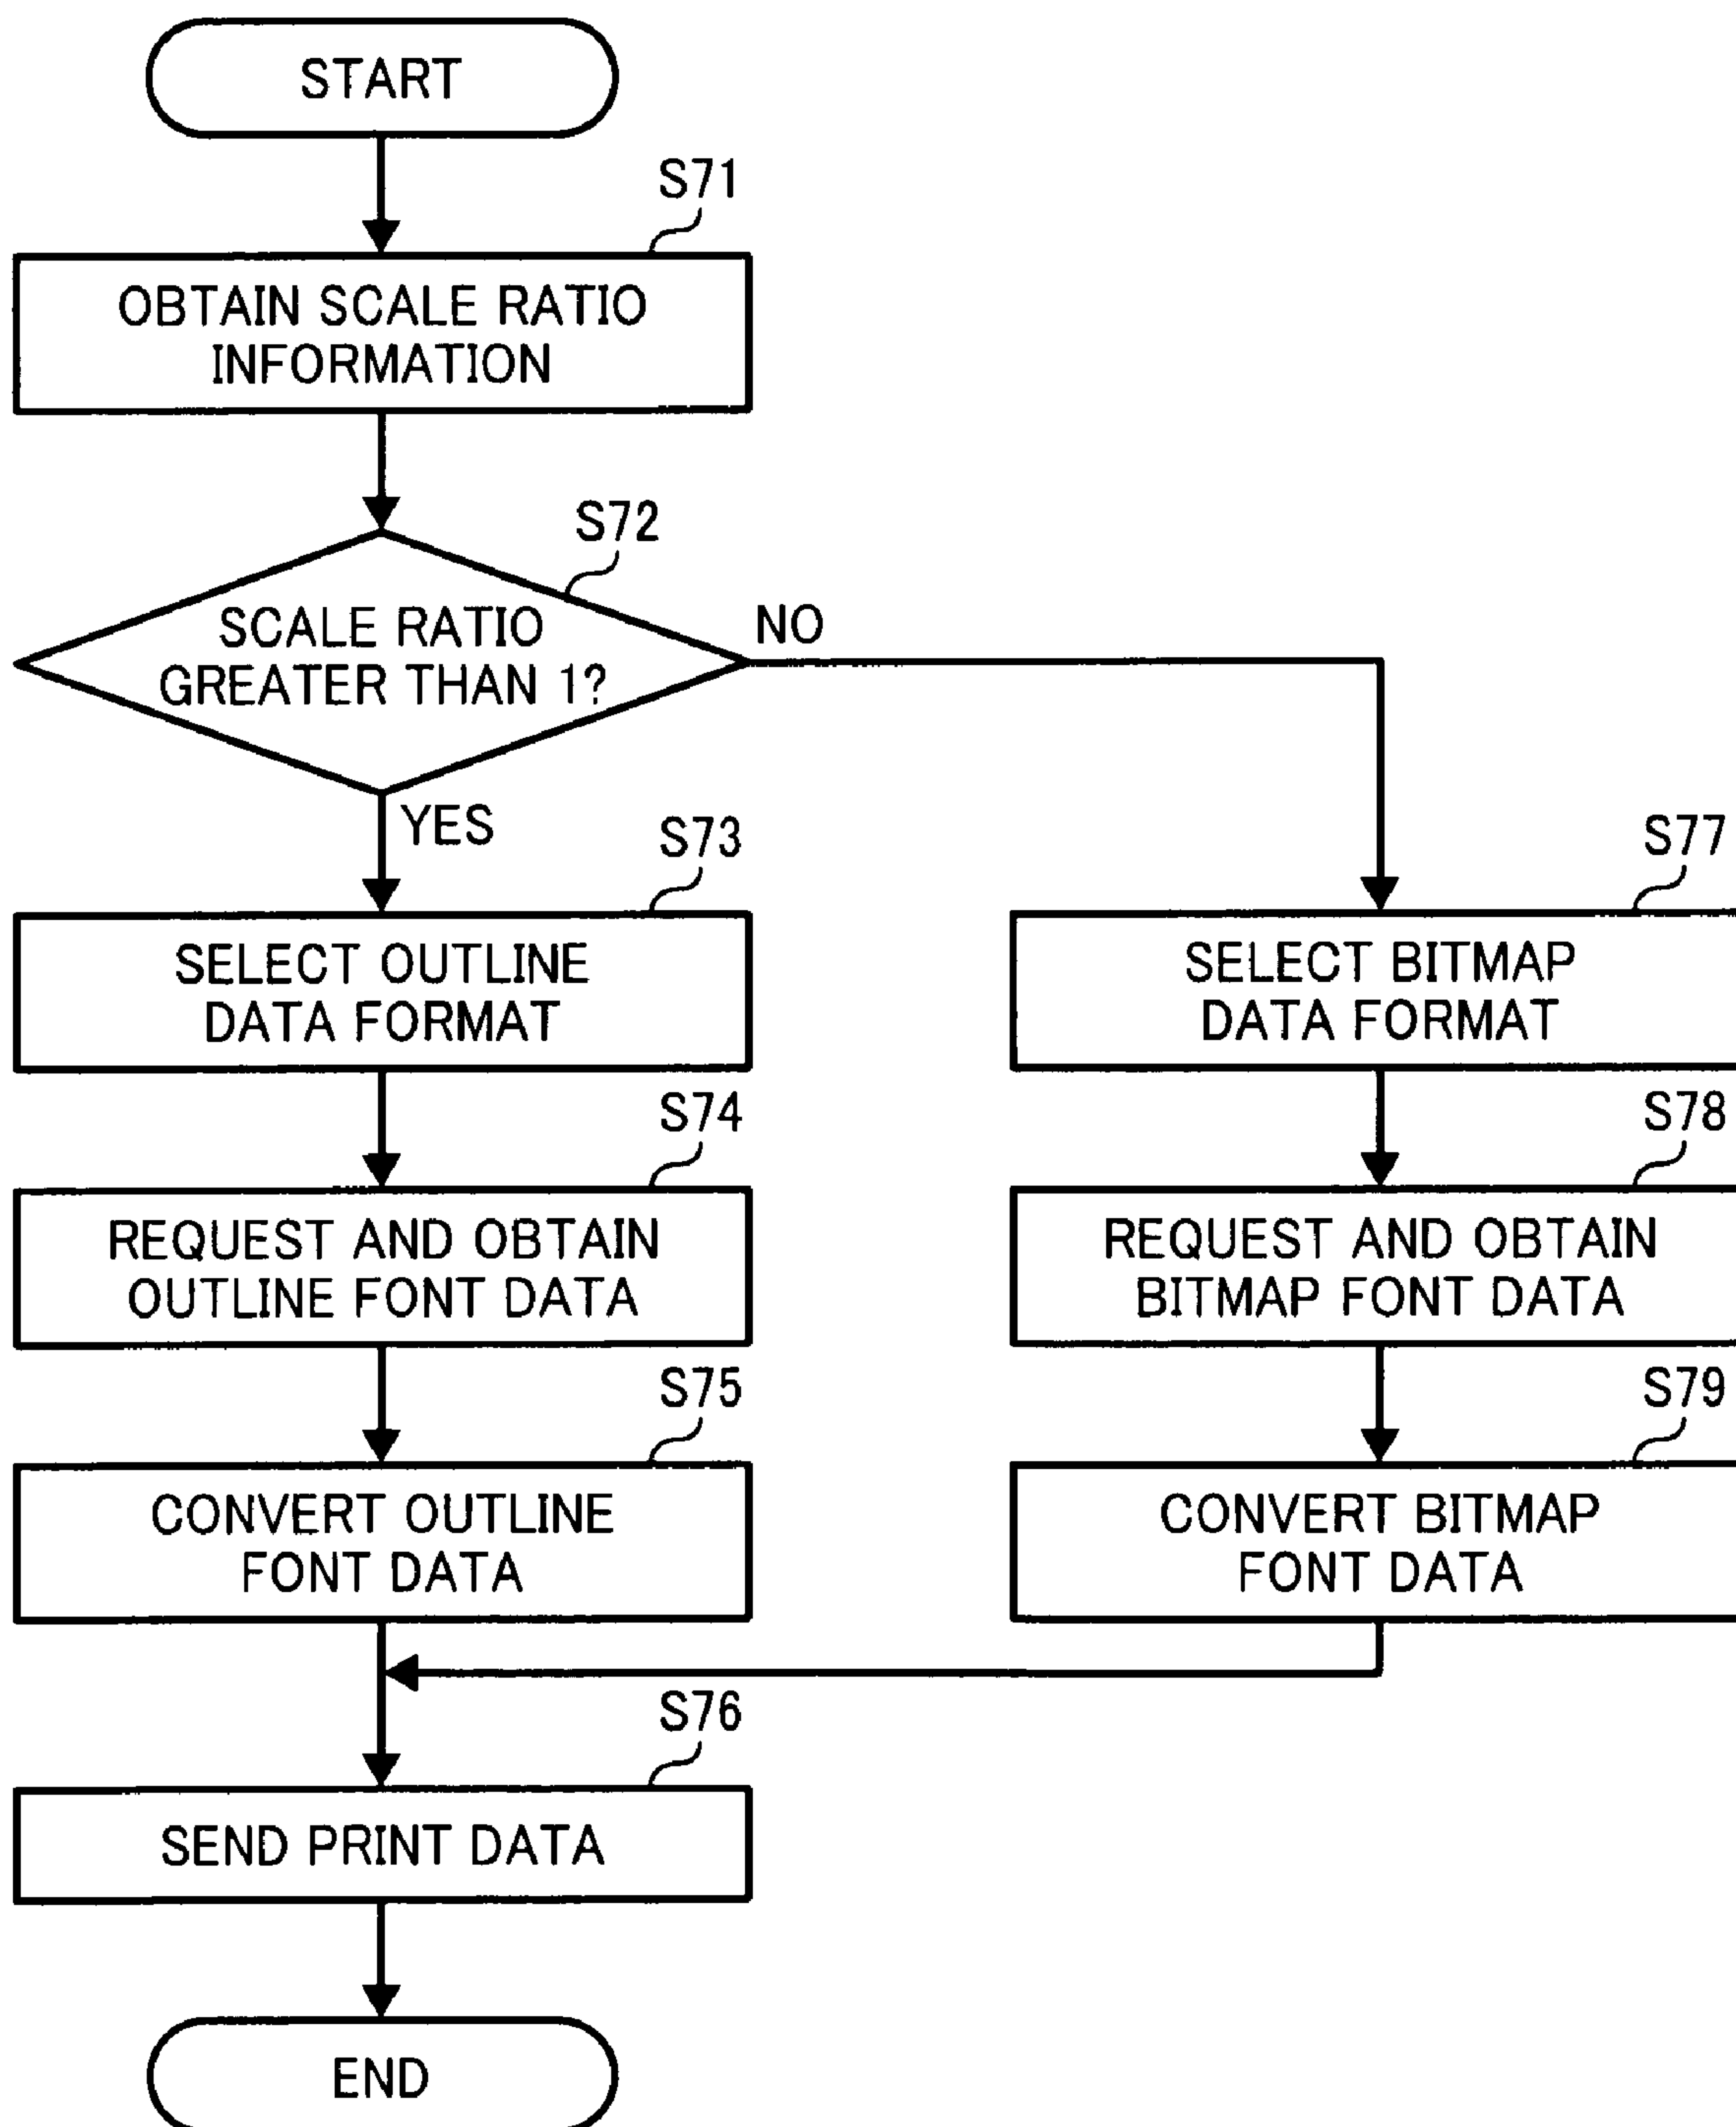 START
S71
OBTAIN SCALE RATIO
INFORMATION
S72
SCALE RATIO
GREATER THAN 1?
NO
YES
S73
SELECT OUTLINE
DATA FORMAT
S77
SELECT BITMAP
DATA FORMAT
S74
REQUEST AND OBTAIN
OUTLINE FONT DATA
S78
REQUEST AND OBTAIN
BITMAP FONT DATA
S75
CONVERT OUTLINE
FONT DATA
S79
CONVERT BITMAP
FONT DATA
S76
SEND PRINT DATA
END